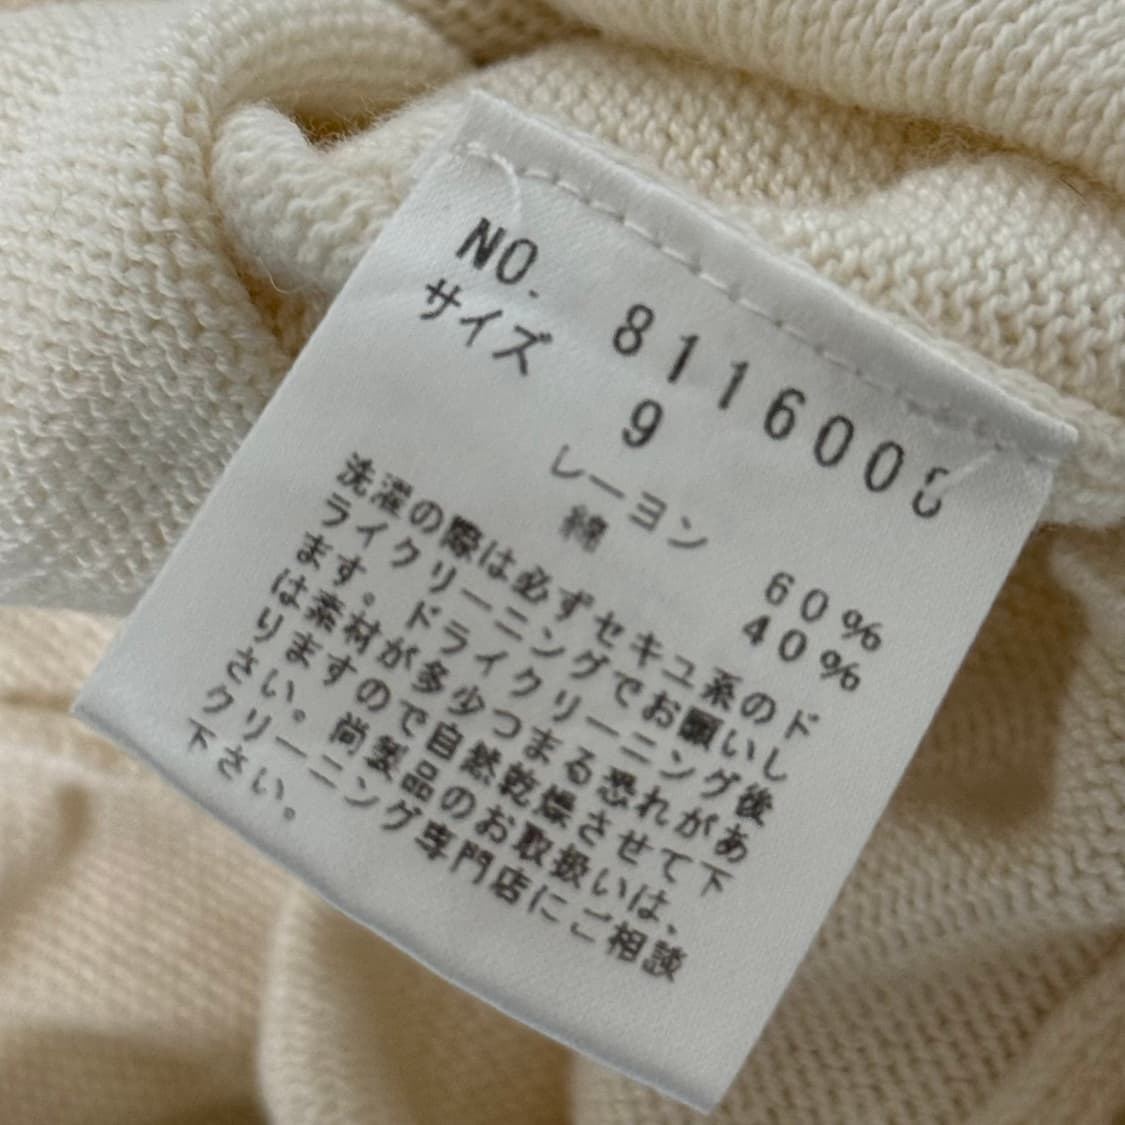 NO. 8116008
サイズ 9
レーヨン 60%
綿 40%
洗濯の際は必ずセキユ系のド
ライクリーニングでお願いし
ます。ドライクリーニング後
は素材が多少つまる恐れがあ
りますので自然乾燥させて下
さい。尚製品のお取扱いは、
クリーニング専門店にご相談
下さい。